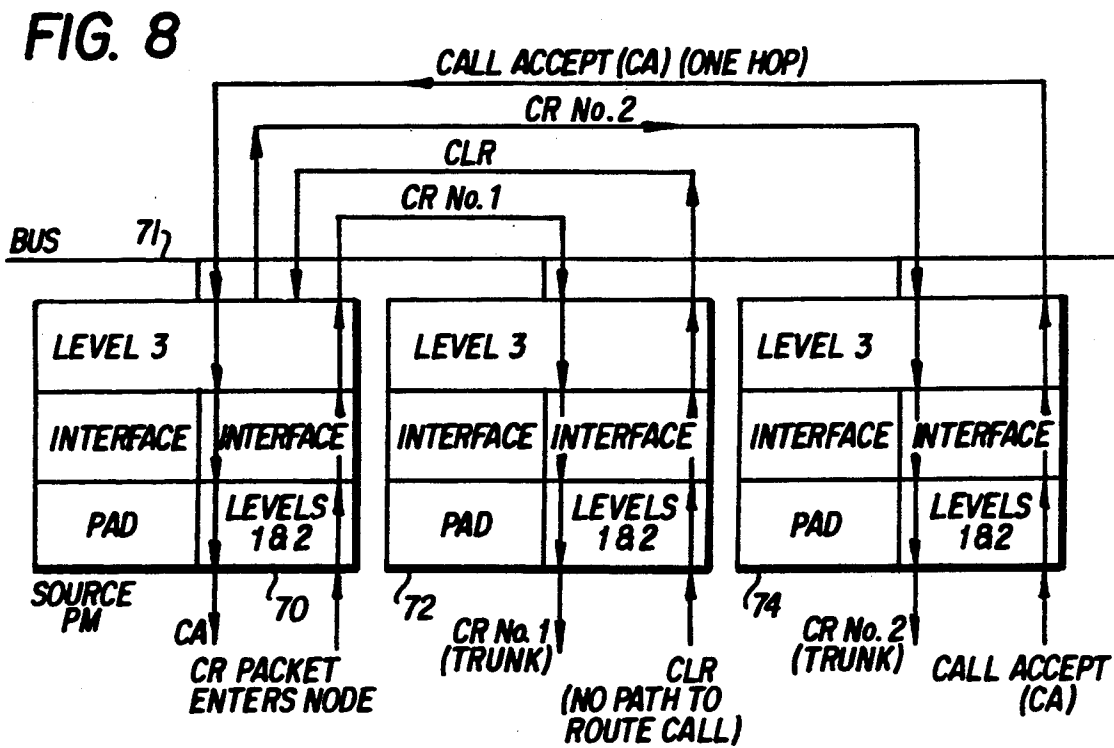 FIG. 8
CALL ACCEPT (CA) (ONE HOP)
CR No. 2
CLR
CR No. 1
BUS
71
LEVEL 3
LEVEL 3
LEVEL 3
INTERFACE
INTERFACE
INTERFACE
INTERFACE
INTERFACE
INTERFACE
PAD
LEVELS
1&2
PAD
LEVELS
1&2
PAD
LEVELS
1&2
SOURCE
PM
70
72
74
CA
CR PACKET
ENTERS NODE
CR No. 1
(TRUNK)
CLR
(NO PATH TO
ROUTE CALL)
CR No. 2
(TRUNK)
CALL ACCEPT
(CA)